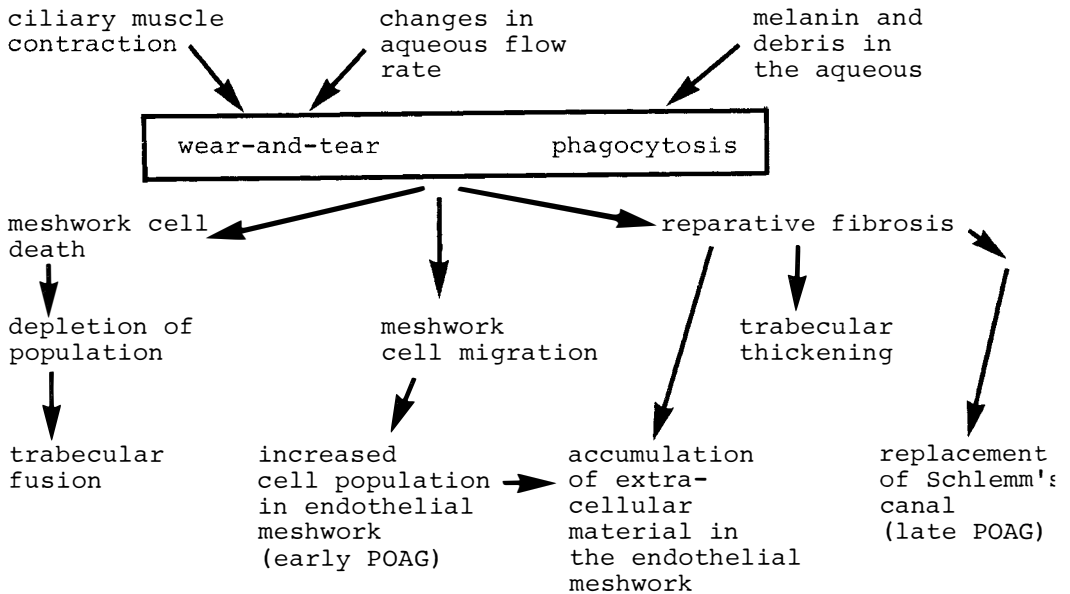 ciliary muscle
contraction
changes in
aqueous flow
rate
melanin and
debris in
the aqueous
wear-and-tear
phagocytosis
meshwork cell
death
reparative fibrosis
depletion of
population
meshwork
cell migration
trabecular
thickening
trabecular
fusion
increased
cell population
in endothelial
meshwork
(early POAG)
accumulation
of extra-
cellular
material in
the endothelial
meshwork
replacement
of Schlemm's
canal
(late POAG)